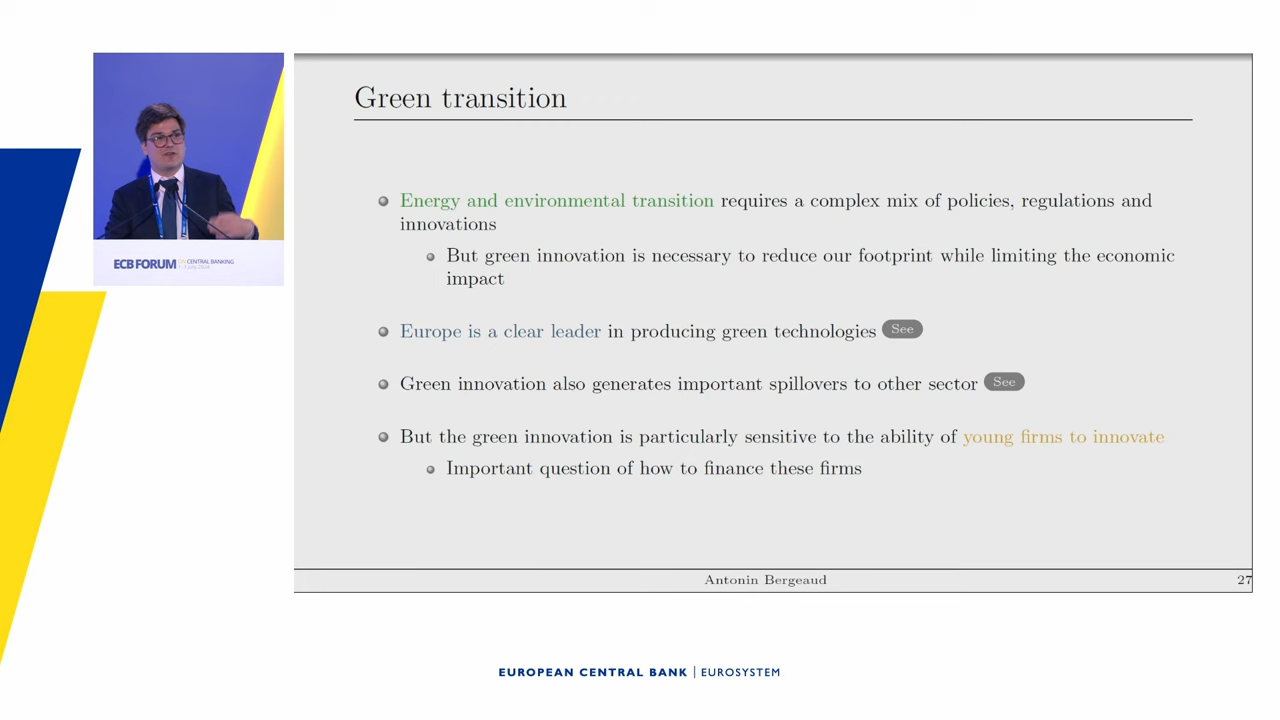 Green transition
Energy and environmental transition requires a complex mix of policies, regulations and
innovations
But green innovation is necessary to reduce our footprint while limiting the economic
impact
Europe is a clear leader in producing green technologies See
Green innovation also generates important spillovers to other sector See
But the green innovation is particularly sensitive to the ability of young firms to innovate
Important question of how to finance these firms
Antonin Bergeaud 27
ECB FORUM ON CENTRAL BANKING
July 2024
EUROPEAN CENTRAL BANK | EUROSYSTEM